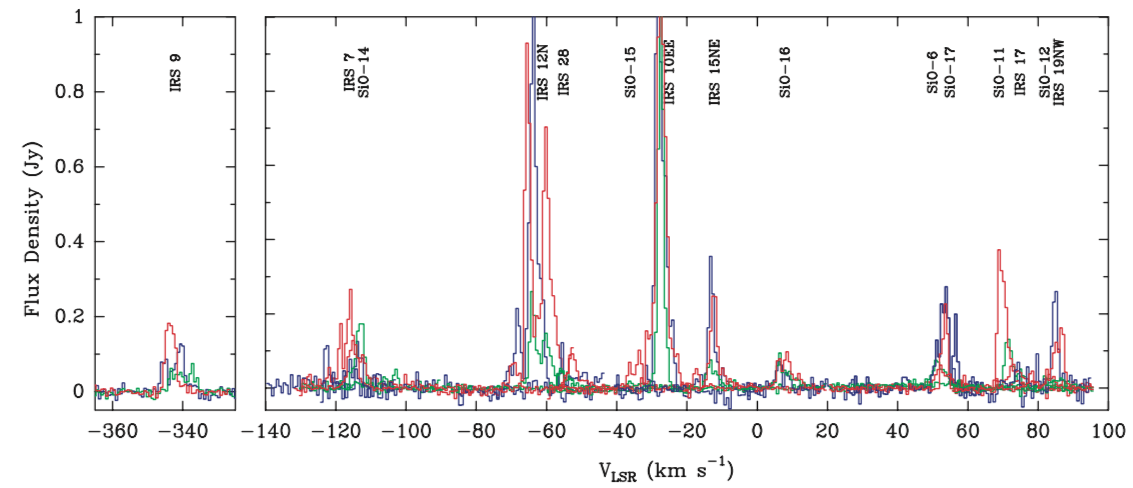 1
0.8
0.6
0.4
0.2
0
Flux Density (Jy)
IRS 9
IRS 7
SiO-14
IRS 12N
IRS 28
SiO-15
IRS 10EE
IRS 15NE
SiO-16
SiO-6
SiO-17
SiO-11
IRS 17
SiO-12
IRS 19NW
−360 −340 −140 −120 −100 −80 −60 −40 −20 0 20 40 60 80 100
V_LSR (km s⁻¹)